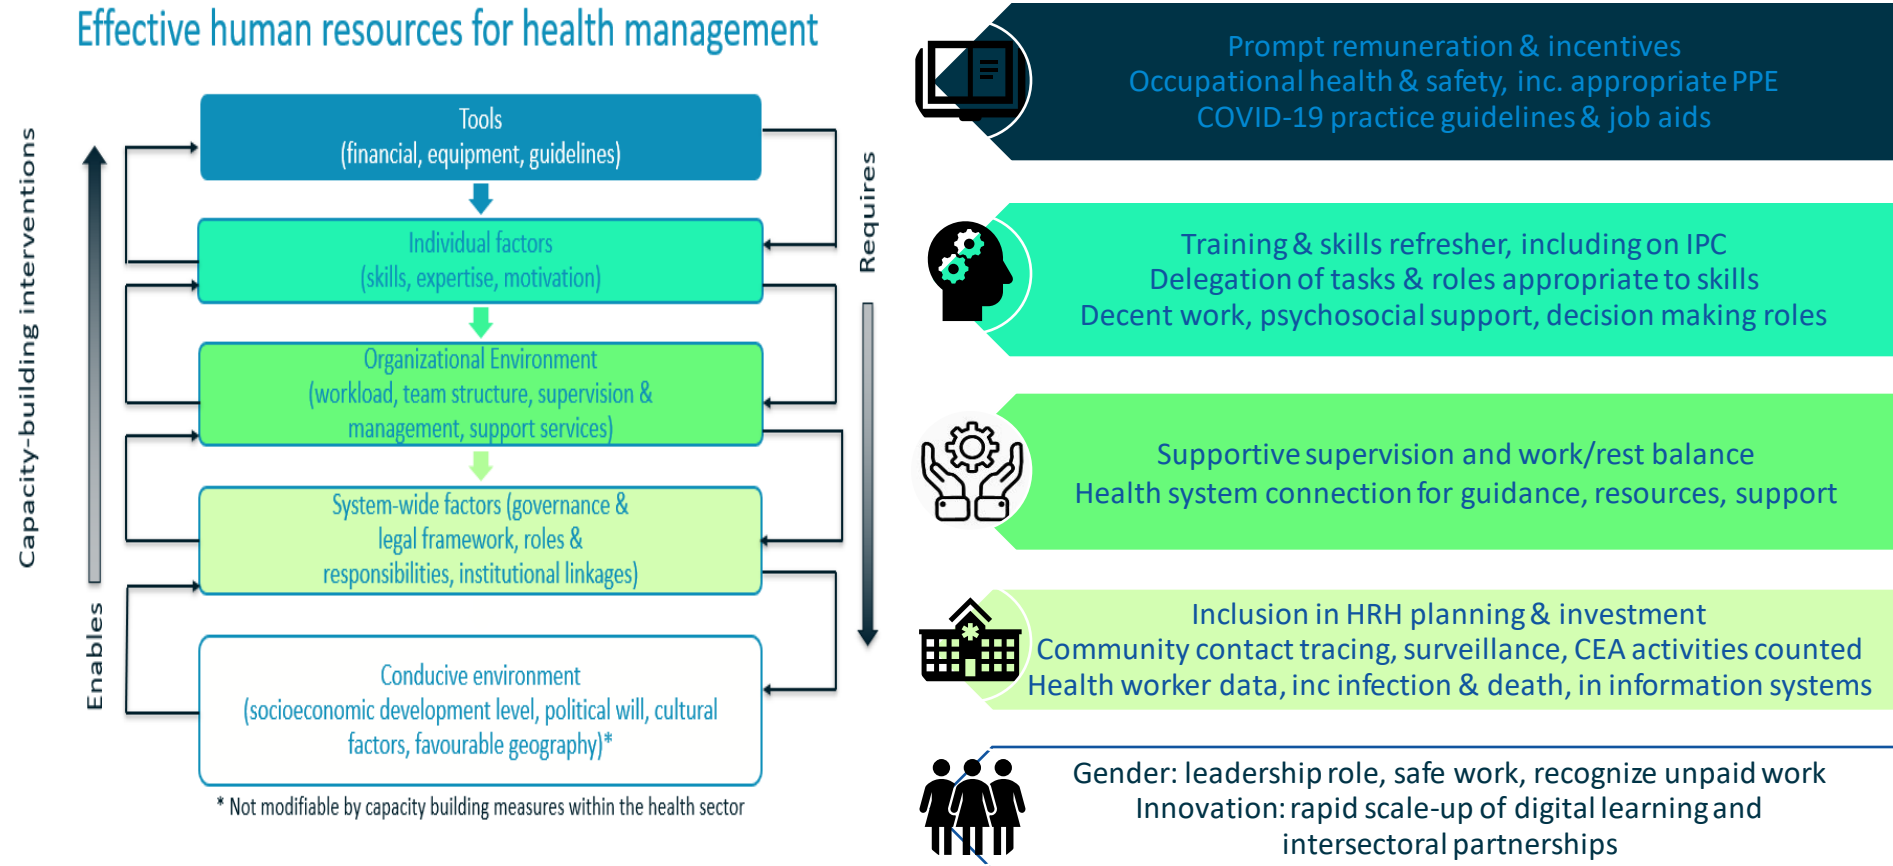 Effective human resources for health management
Capacity-building interventions
Enables
Requires
Tools
(financial, equipment, guidelines)
Individual factors
(skills, expertise, motivation)
Organizational Environment
(workload, team structure, supervision &
management, support services)
System-wide factors (governance &
legal framework, roles &
responsibilities, institutional linkages)
Conducive environment
(socioeconomic development level, political will, cultural
factors, favourable geography)*
* Not modifiable by capacity building measures within the health sector
Prompt remuneration & incentives
Occupational health & safety, inc. appropriate PPE
COVID-19 practice guidelines & job aids
Training & skills refresher, including on IPC
Delegation of tasks & roles appropriate to skills
Decent work, psychosocial support, decision making roles
Supportive supervision and work/rest balance
Health system connection for guidance, resources, support
Inclusion in HRH planning & investment
Community contact tracing, surveillance, CEA activities counted
Health worker data, inc infection & death, in information systems
Gender: leadership role, safe work, recognize unpaid work
Innovation: rapid scale-up of digital learning and
intersectoral partnerships